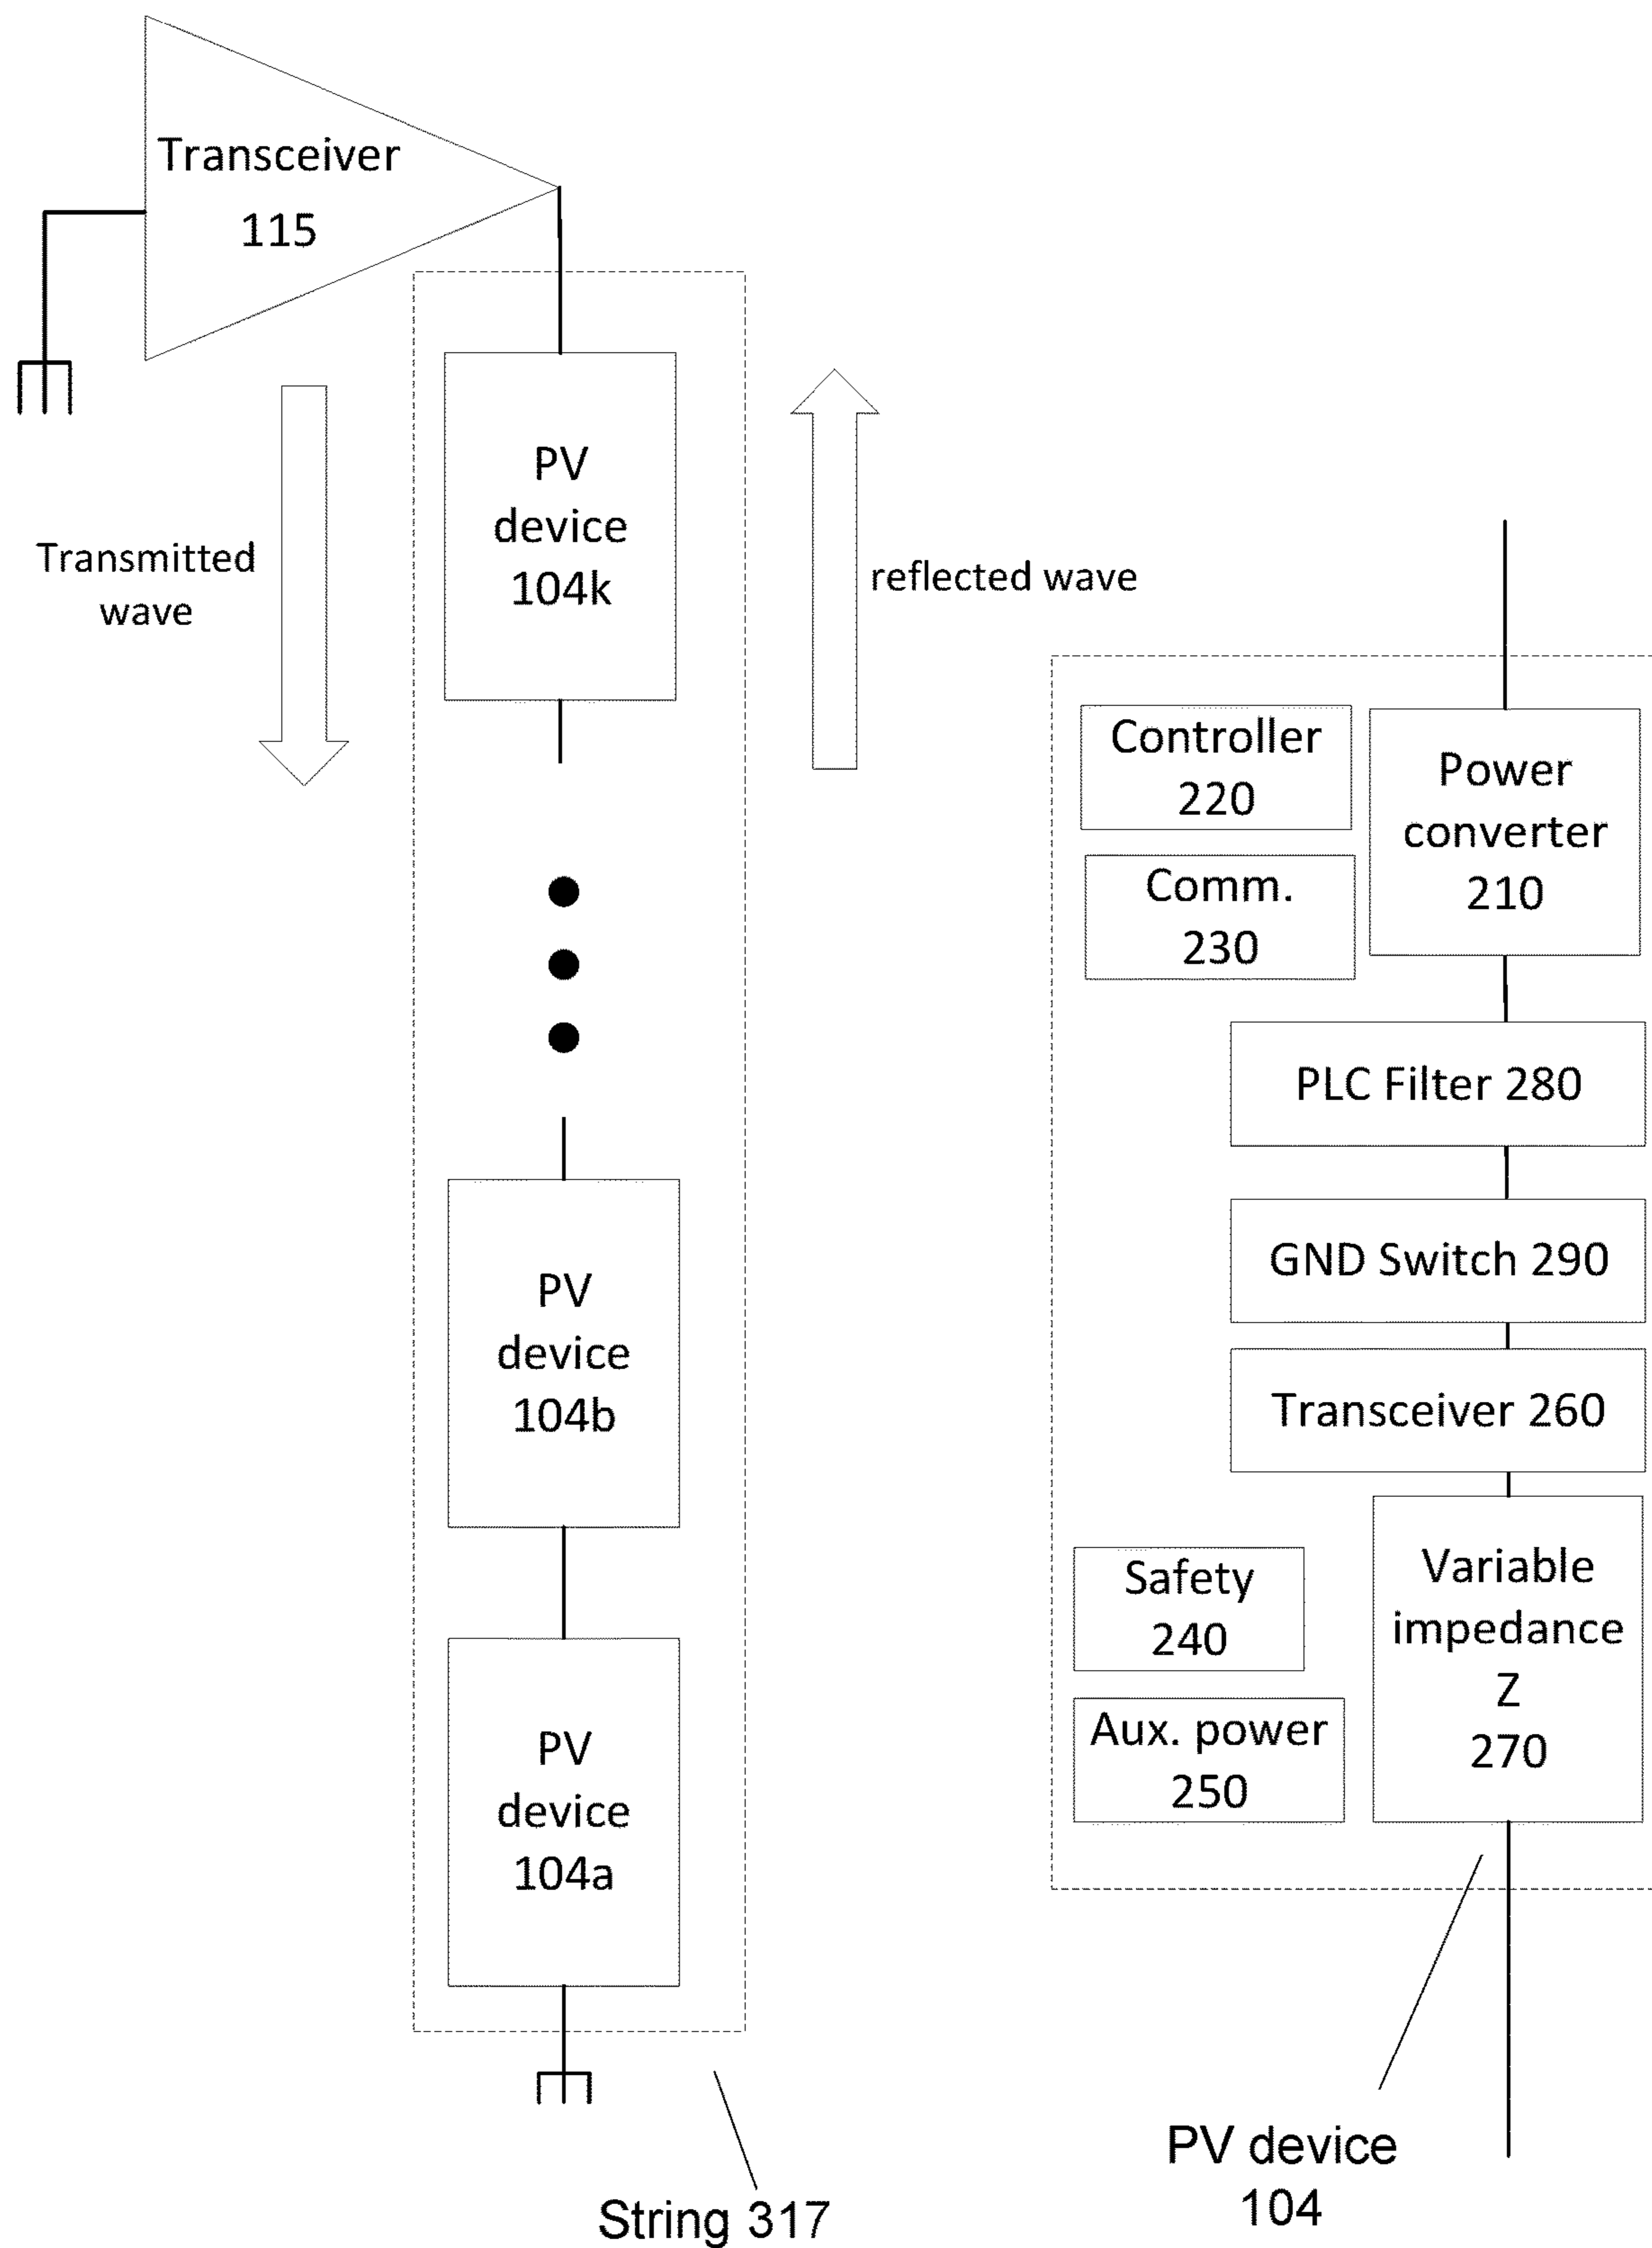 Transceiver
115
PV
device
104k
Transmitted
wave
reflected wave
PV
device
104b
PV
device
104a
String 317
Controller
220
Power
converter
210
Comm.
230
PLC Filter 280
GND Switch 290
Transceiver 260
Safety
240
Variable
impedance
Z
270
Aux. power
250
PV device
104